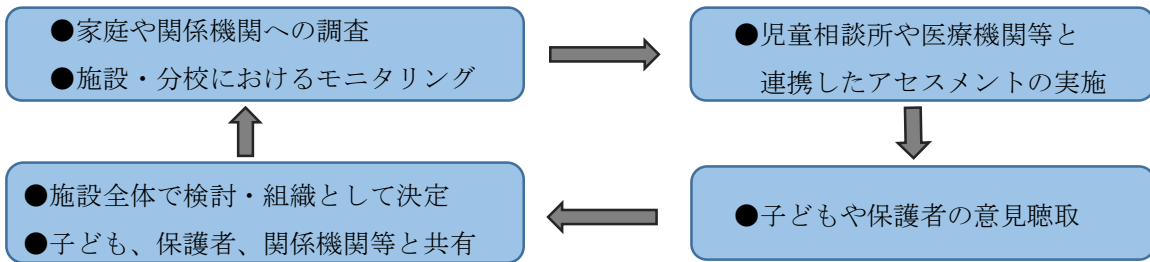 ●家庭や関係機関への調査
●施設・分校におけるモニタリング
●児童相談所や医療機関等と
連携したアセスメントの実施
●施設全体で検討・組織として決定
●子ども、保護者、関係機関等と共有
●子どもや保護者の意見聴取